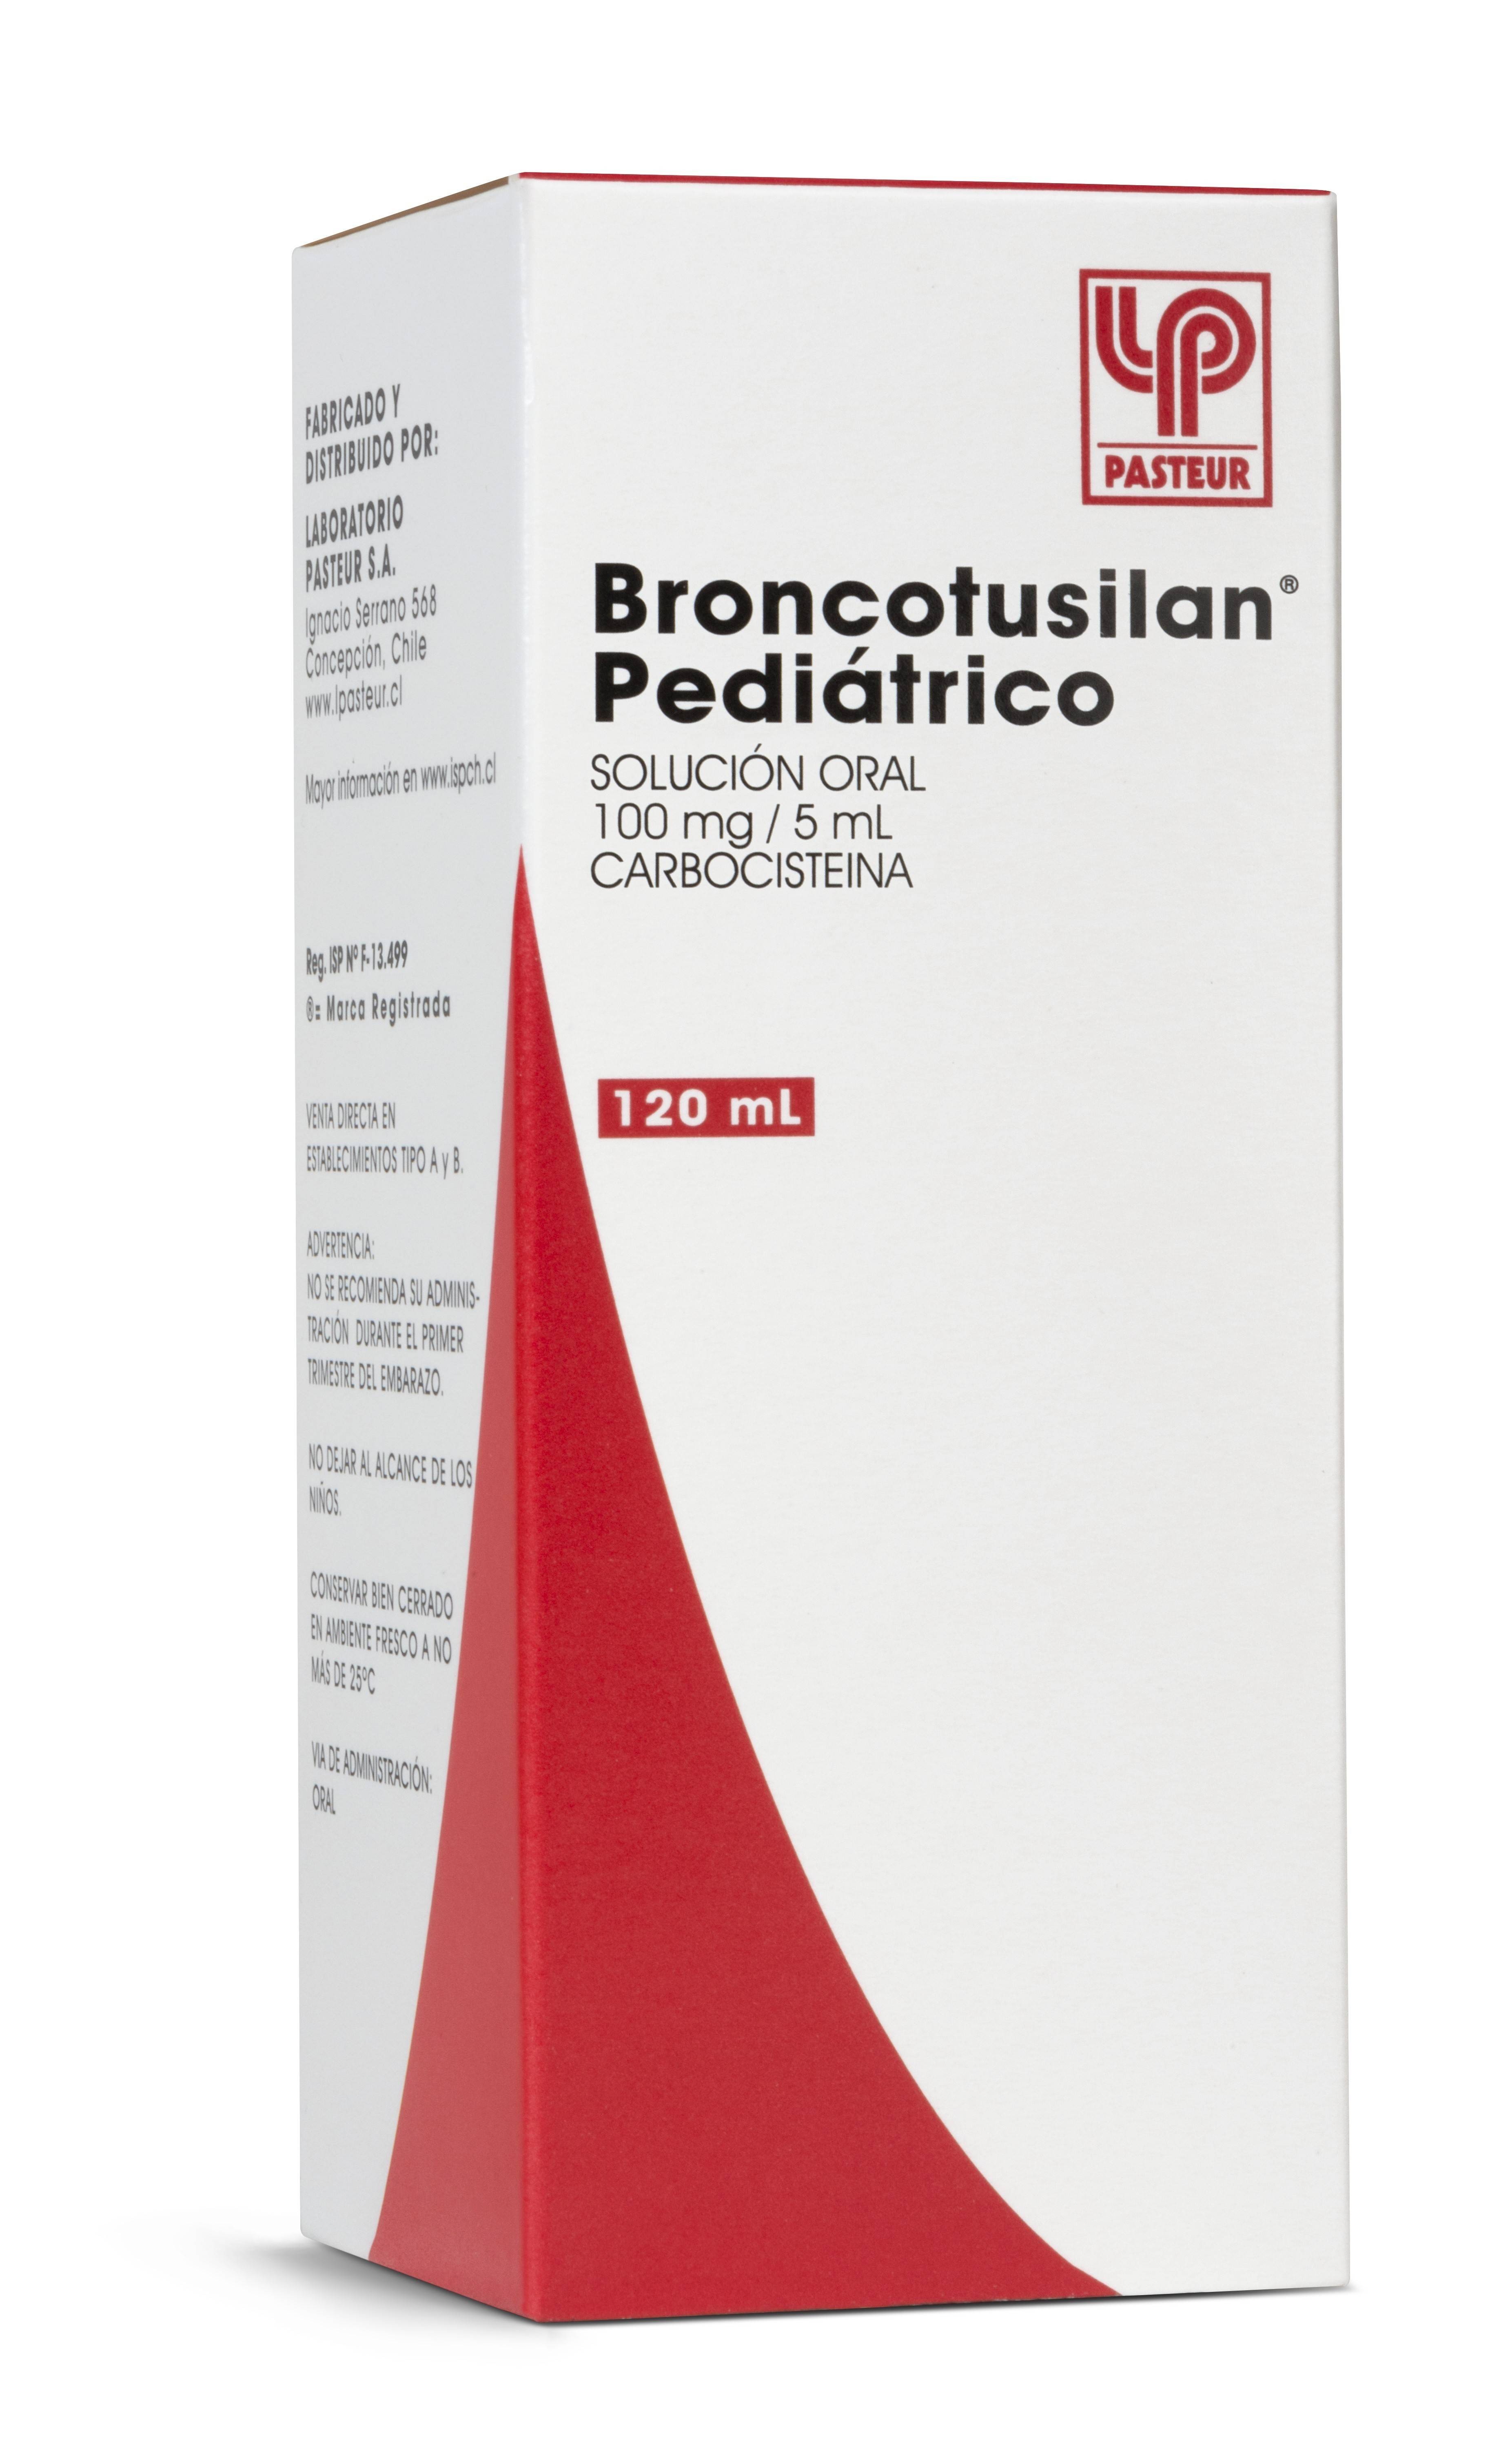 LP
PASTEUR
Broncotusilan®
Pediátrico
SOLUCIÓN ORAL
100 mg / 5 mL
CARBOCISTEINA
120 mL
FABRICADO Y
DISTRIBUIDO POR:
LABORATORIO
PASTEUR S.A.
Ignacio Serrano 568
Concepción, Chile
www.lpasteur.cl
Mayor información en www.ispch.cl
Reg. ISP Nº F-13.499
®= Marca Registrada
VENTA DIRECTA EN
ESTABLECIMIENTOS TIPO A y B.
ADVERTENCIA:
NO SE RECOMIENDA SU ADMINIS-
TRACIÓN DURANTE EL PRIMER
TRIMESTRE DEL EMBARAZO.
NO DEJAR AL ALCANCE DE LOS
NIÑOS.
CONSERVAR BIEN CERRADO
EN AMBIENTE FRESCO A NO
MÁS DE 25ºC
VIA DE ADMINISTRACIÓN:
ORAL